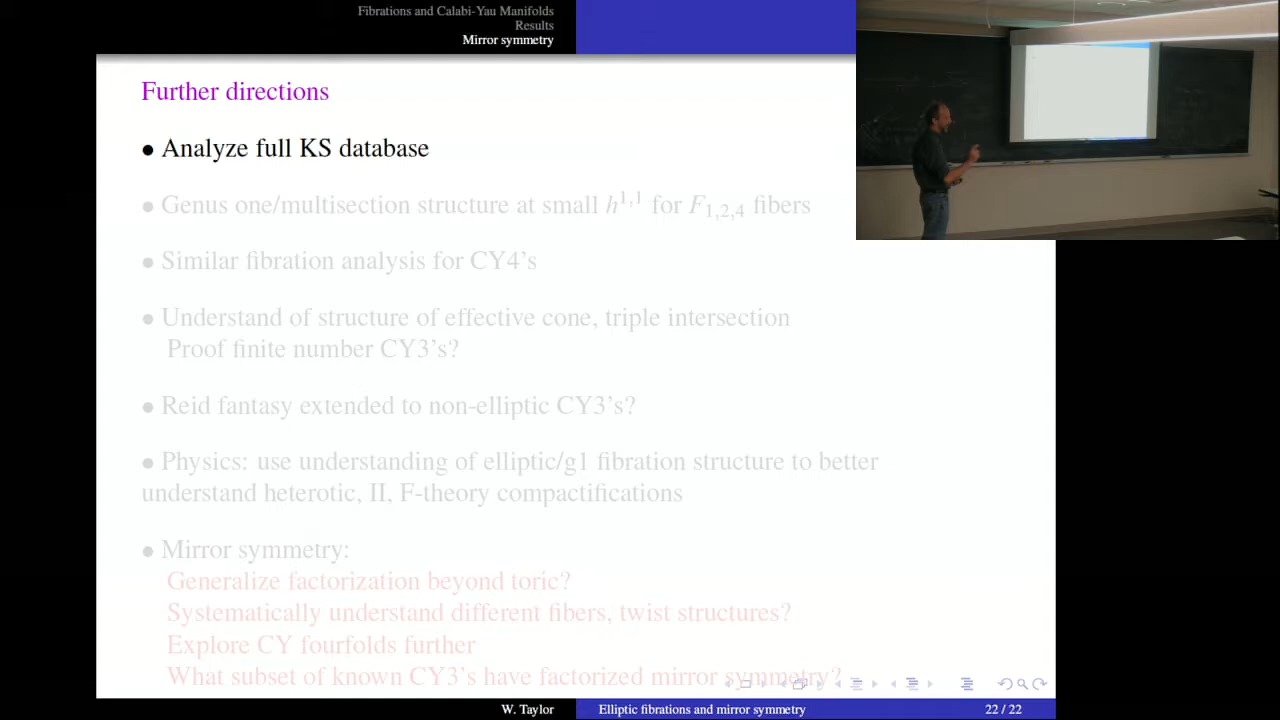 Fibrations and Calabi-Yau Manifolds
Results
Mirror symmetry
Further directions
• Analyze full KS database
• Genus one/multisection structure at small h^{1,1} for F_{1,2,4} fibers
• Similar fibration analysis for CY4's
• Understand of structure of effective cone, triple intersection
Proof finite number CY3's?
• Reid fantasy extended to non-elliptic CY3's?
• Physics: use understanding of elliptic/g1 fibration structure to better
understand heterotic, II, F-theory compactifications
• Mirror symmetry:
Generalize factorization beyond toric?
Systematically understand different fibers, twist structures?
Explore CY fourfolds further
What subset of known CY3's have factorized mirror symmetry?
W. Taylor
Elliptic fibrations and mirror symmetry
22 / 22